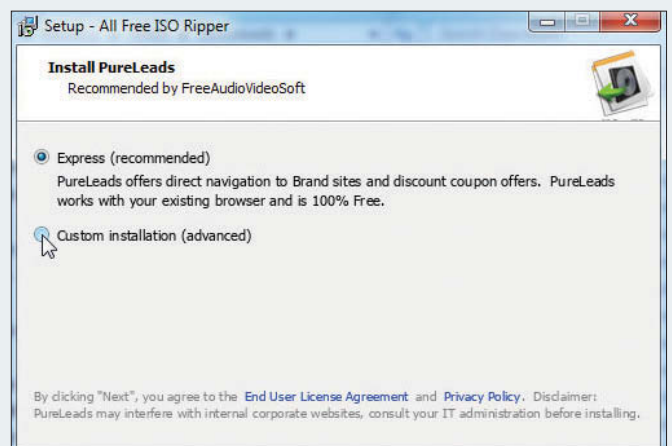 Setup - All Free ISO Ripper
Install PureLeads
Recommended by FreeAudioVideoSoft
Express (recommended)
PureLeads offers direct navigation to Brand sites and discount coupon offers. PureLeads
works with your existing browser and is 100% Free.
Custom installation (advanced)
By clicking "Next", you agree to the End User License Agreement and Privacy Policy. Disclaimer:
PureLeads may interfere with internal corporate websites, consult your IT administration before installing.